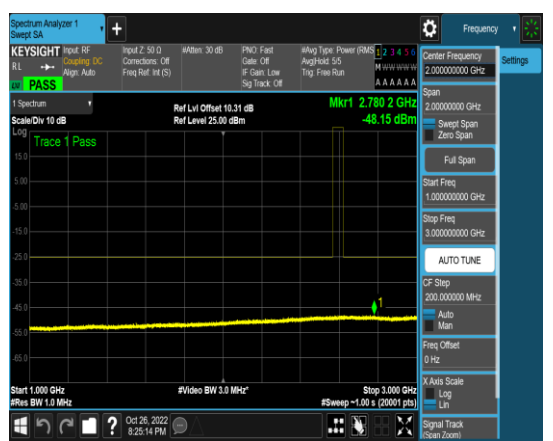 Spectrum Analyzer 1
Swept SA
+
Frequency
KEYSIGHT
RL
PASS
Input: RF
Coupling: DC
Align: Auto
Input Z: 50 Ω
Corrections: Off
Freq Ref: Int (S)
#Atten: 30 dB
PNO: Fast
Gate: Off
IF Gain: Low
Sig Track: Off
#Avg Type: Power (RMS
Avg|Hold: 5/5
Trig: Free Run
1 2 3 4 5 6
M W W W W W
A A A A A A
1 Spectrum
Scale/Div 10 dB
Ref Lvl Offset 10.31 dB
Ref Level 25.00 dBm
Mkr1 2.780 2 GHz
-48.15 dBm
Log
Trace 1 Pass
15.0
5.00
-5.00
-15.0
-25.0
-35.0
-45.0
-55.0
-65.0
1
Start 1.000 GHz
#Res BW 1.0 MHz
#Video BW 3.0 MHz*
Stop 3.000 GHz
#Sweep ~1.00 s (20001 pts)
?
Oct 26, 2022
8:25:14 PM
Center Frequency
2.000000000 GHz
Span
2.00000000 GHz
Swept Span
Zero Span
Full Span
Start Freq
1.000000000 GHz
Stop Freq
3.000000000 GHz
AUTO TUNE
CF Step
200.000000 MHz
Auto
Man
Freq Offset
0 Hz
X Axis Scale
Log
Lin
Signal Track
(Span Zoom)
Settings